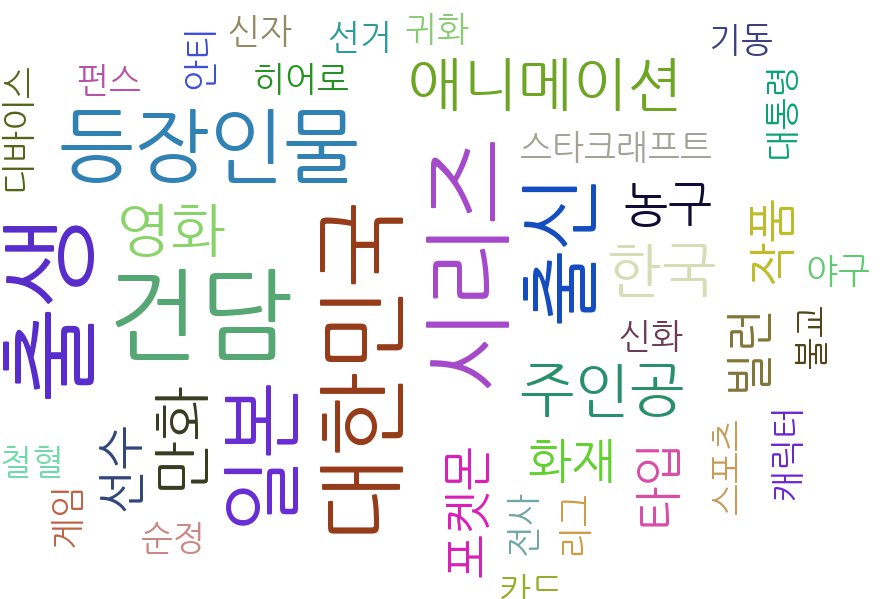 신자
선거
귀화
안티
기동
펀스
히어로
애니메이션
대통령
디바이스
등장인물
스타크래프트
시리즈
출신
농구
영화
작품
대한민국
출생
한국
야구
건담
신화
빌런
불교
주인공
일본
만화
선수
철혈
화재
타입
포켓몬
스포츠
캐릭터
게임
순정
전사
리그
카드